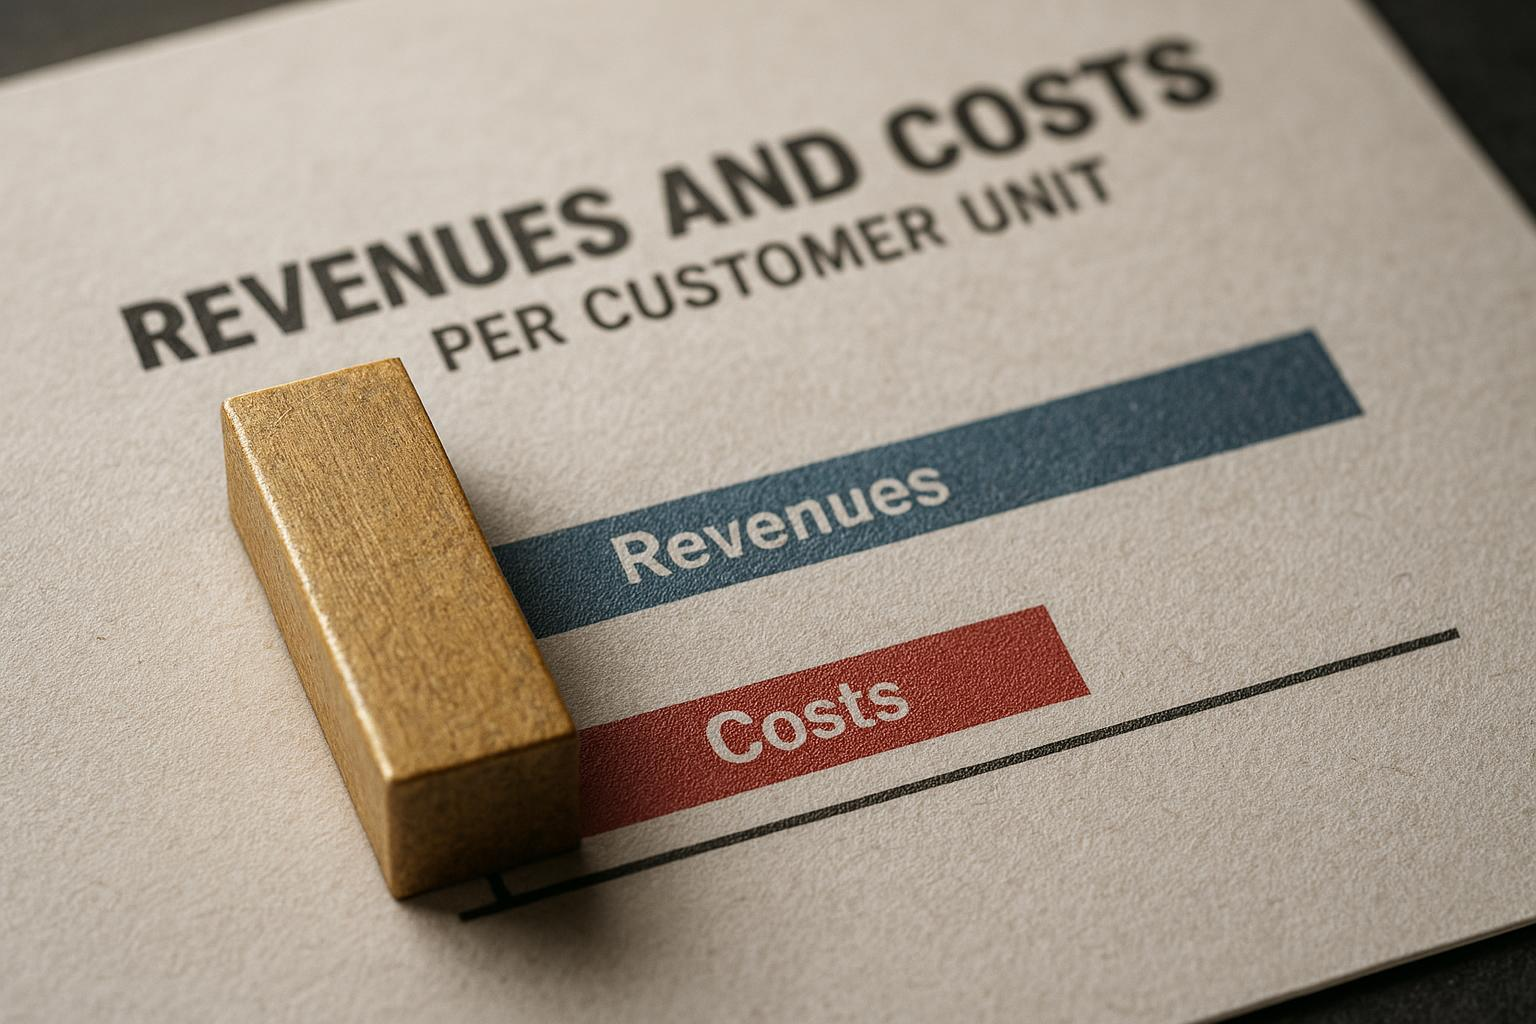 REVENUES AND COSTS
PER CUSTOMER UNIT
Revenues
Costs